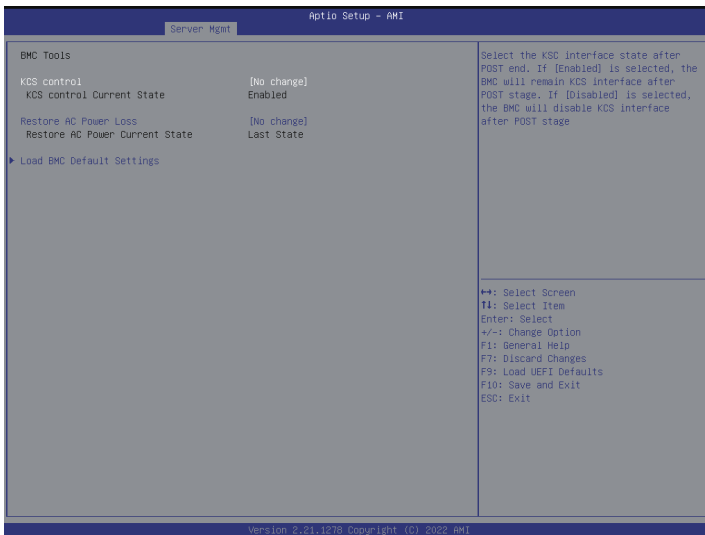 Aptio Setup - AMI
Server Mgmt
BMC Tools
KCS control [No change]
KCS control Current State Enabled
Restore AC Power Loss [No change]
Restore AC Power Current State Last State
Load BMC Default Settings
Select the KSC interface state after
POST end. If [Enabled] is selected, the
BMC will remain KCS interface after
POST stage. If [Disabled] is selected,
the BMC will disable KCS interface
after POST stage
↔: Select Screen
↑↓: Select Item
Enter: Select
+/-: Change Option
F1: General Help
F7: Discard Changes
F9: Load UEFI Defaults
F10: Save and Exit
ESC: Exit
Version 2.21.1278 Copyright (C) 2022 AMI